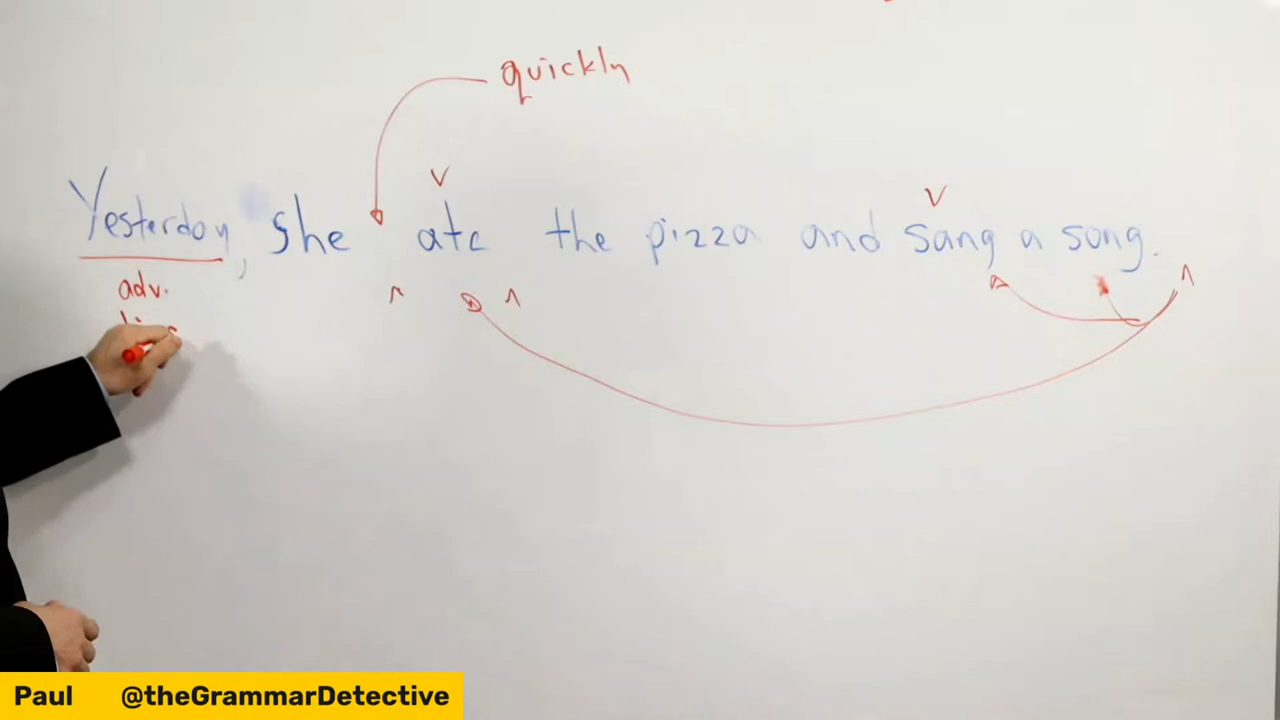 quickly
v v
Yesterday, she ate the pizza and sang a song.
adv.
Paul @theGrammarDetective